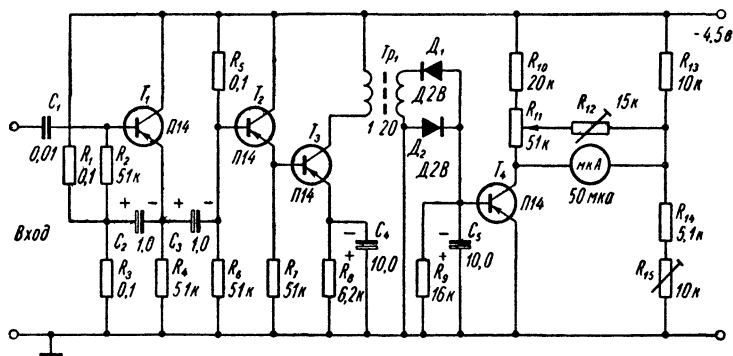 C₁
0,01
Вход
R₁
0,1
R₂
51к
T₁
П14
+
-
C₂
1,0
+
-
C₃
1,0
R₃
0,1
R₄
51к
R₅
0,1
T₂
П14
R₆
51к
R₇
51к
T₃
П14
R₈
6,2к
-
+
C₄
10,0
Тр₁
1
20
Д₁
Д2В
Д₂
Д2В
R₉
16к
-
+
C₅
10,0
T₄
П14
R₁₀
20к
R₁₁
51к
R₁₂
15к
мкА
50 мка
R₁₃
10к
R₁₄
5,1к
R₁₅
10к
-4,5в